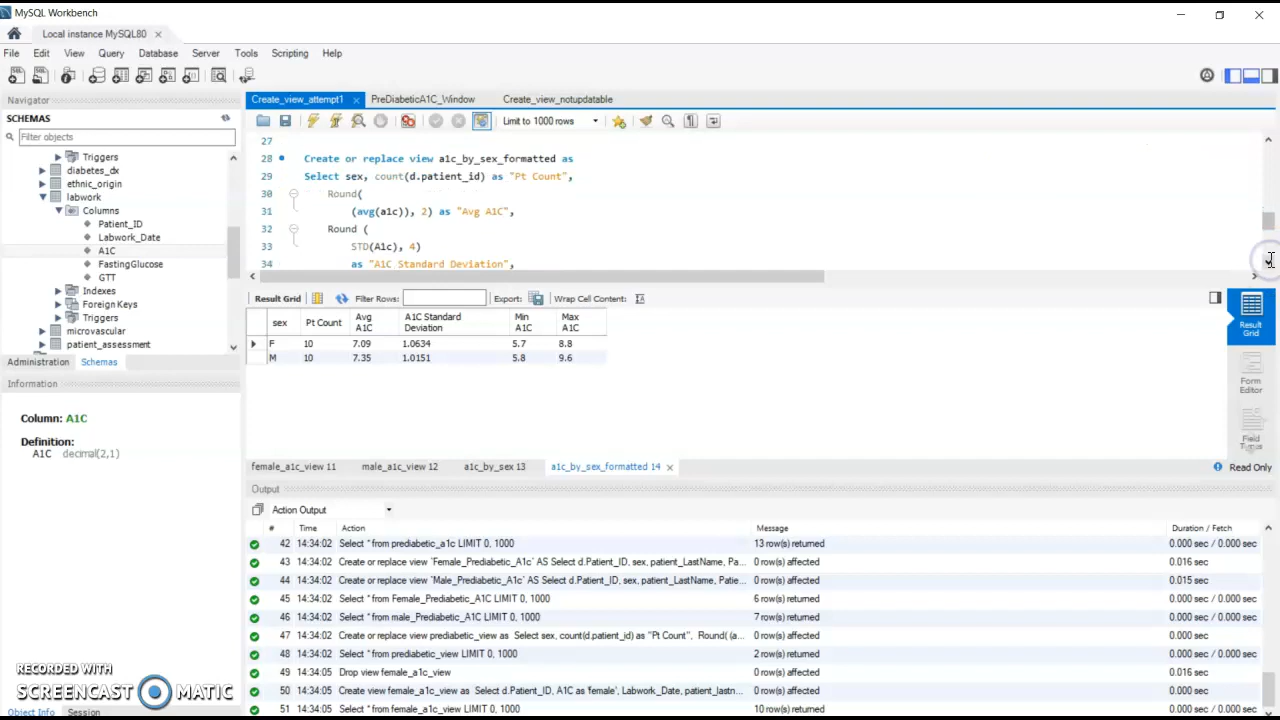 MySQL Workbench
Local instance MySQL80
File Edit View Query Database Server Tools Scripting Help
Navigator
SCHEMAS
Filter objects
Triggers
diabetes_dx
ethnic_origin
labwork
Columns
Patient_ID
Labwork_Date
A1C
FastingGlucose
GTT
Indexes
Foreign Keys
Triggers
microvascular
patient_assessment
Administration Schemas
Information
Column: A1C
Definition:
A1C decimal(2,1)
Object Info Session
RECORDED WITH
SCREENCAST MATIC
Create_view_attempt1 PreDiabeticA1C_Window Create_view_notupdatable
Limit to 1000 rows
27
28 Create or replace view a1c_by_sex_formatted as
29 Select sex, count(d.patient_id) as "Pt Count",
30 Round(
31 (avg(a1c)), 2) as "Avg A1C",
32 Round (
33 STD(A1c), 4)
34 as "A1C Standard Deviation",
Result Grid Filter Rows: Export: Wrap Cell Content:
sex Pt Count Avg A1C A1C Standard Deviation Min A1C Max A1C
F 10 7.09 1.0634 5.7 8.8
M 10 7.35 1.0151 5.8 9.6
Result Grid
Form Editor
Field Types
female_a1c_view 11 male_a1c_view 12 a1c_by_sex 13 a1c_by_sex_formatted 14 Read Only
Output
Action Output
# Time Action Message Duration / Fetch
42 14:34:02 Select * from prediabetic_a1c LIMIT 0, 1000 13 row(s) returned 0.000 sec / 0.000 sec
43 14:34:02 Create or replace view `Female_Prediabetic_A1c` AS Select d.Patient_ID, sex, patient_LastName, Pa... 0 row(s) affected 0.016 sec
44 14:34:02 Create or replace view `Male_Prediabetic_A1c` AS Select d.Patient_ID, sex, patient_LastName, Patie... 0 row(s) affected 0.015 sec
45 14:34:02 Select * from Female_Prediabetic_A1C LIMIT 0, 1000 6 row(s) returned 0.000 sec / 0.000 sec
46 14:34:02 Select * from male_Prediabetic_A1C LIMIT 0, 1000 7 row(s) returned 0.000 sec / 0.000 sec
47 14:34:02 Create or replace view prediabetic_view as Select sex, count(d.patient_id) as "Pt Count", Round( (a... 0 row(s) affected 0.000 sec
48 14:34:02 Select * from prediabetic_view LIMIT 0, 1000 2 row(s) returned 0.000 sec / 0.000 sec
49 14:34:05 Drop view female_a1c_view 0 row(s) affected 0.016 sec
50 14:34:05 Create view female_a1c_view as Select d.Patient_ID, A1C as 'female', Labwork_Date, patient_lastn... 0 row(s) affected 0.000 sec
51 14:34:05 Select * from female_a1c_view LIMIT 0, 1000 10 row(s) returned 0.000 sec / 0.000 sec